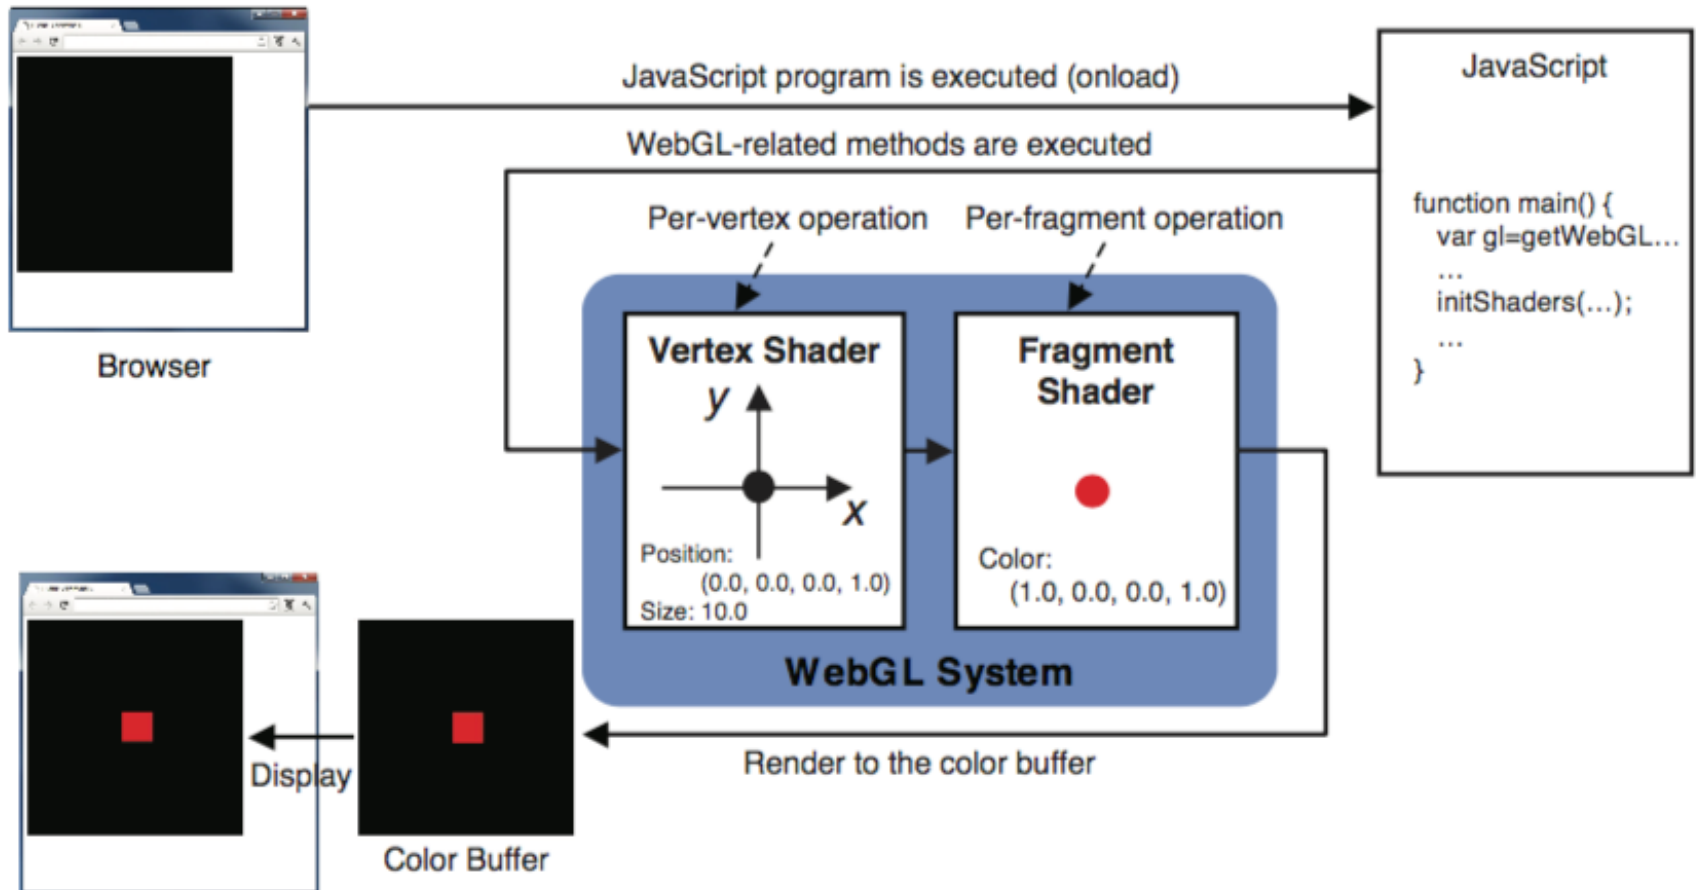 JavaScript program is executed (onload)
WebGL-related methods are executed
JavaScript
function main() {
var gl=getWebGL…
…
initShaders(…);
…
}
Browser
Per-vertex operation
Per-fragment operation
Vertex Shader
y
x
Position:
(0.0, 0.0, 0.0, 1.0)
Size: 10.0
Fragment
Shader
Color:
(1.0, 0.0, 0.0, 1.0)
WebGL System
Render to the color buffer
Display
Color Buffer